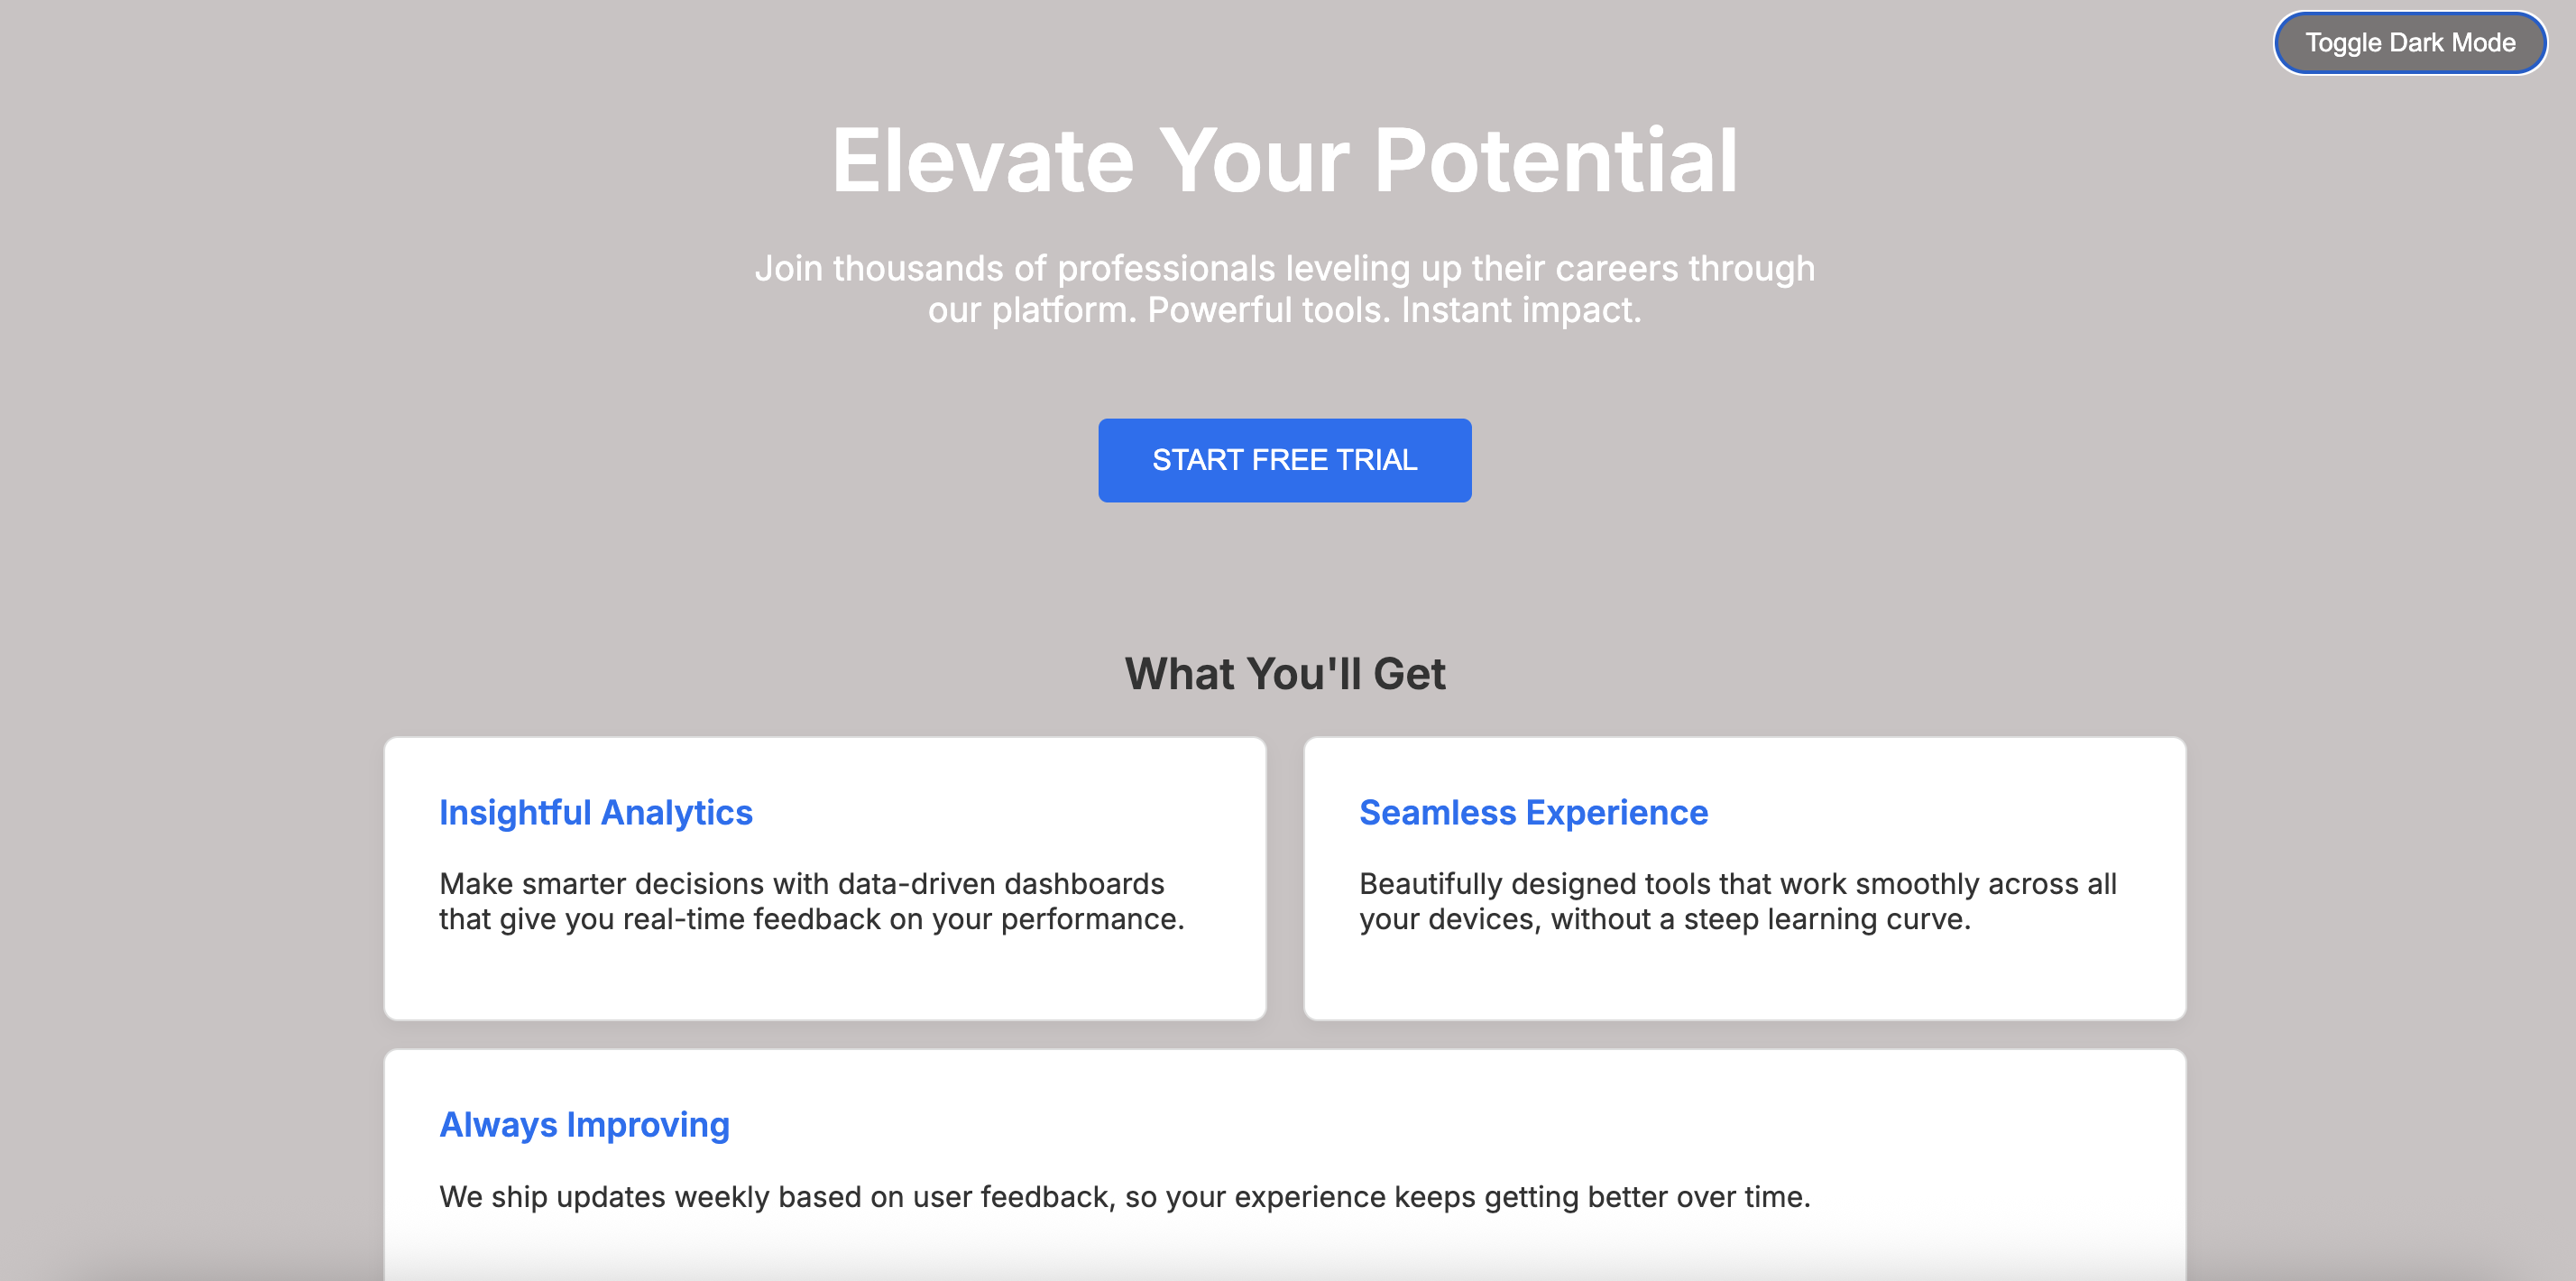 Toggle Dark Mode
Elevate Your Potential
Join thousands of professionals leveling up their careers through
our platform. Powerful tools. Instant impact.
START FREE TRIAL
What You'll Get
Insightful Analytics
Make smarter decisions with data-driven dashboards
that give you real-time feedback on your performance.
Seamless Experience
Beautifully designed tools that work smoothly across all
your devices, without a steep learning curve.
Always Improving
We ship updates weekly based on user feedback, so your experience keeps getting better over time.